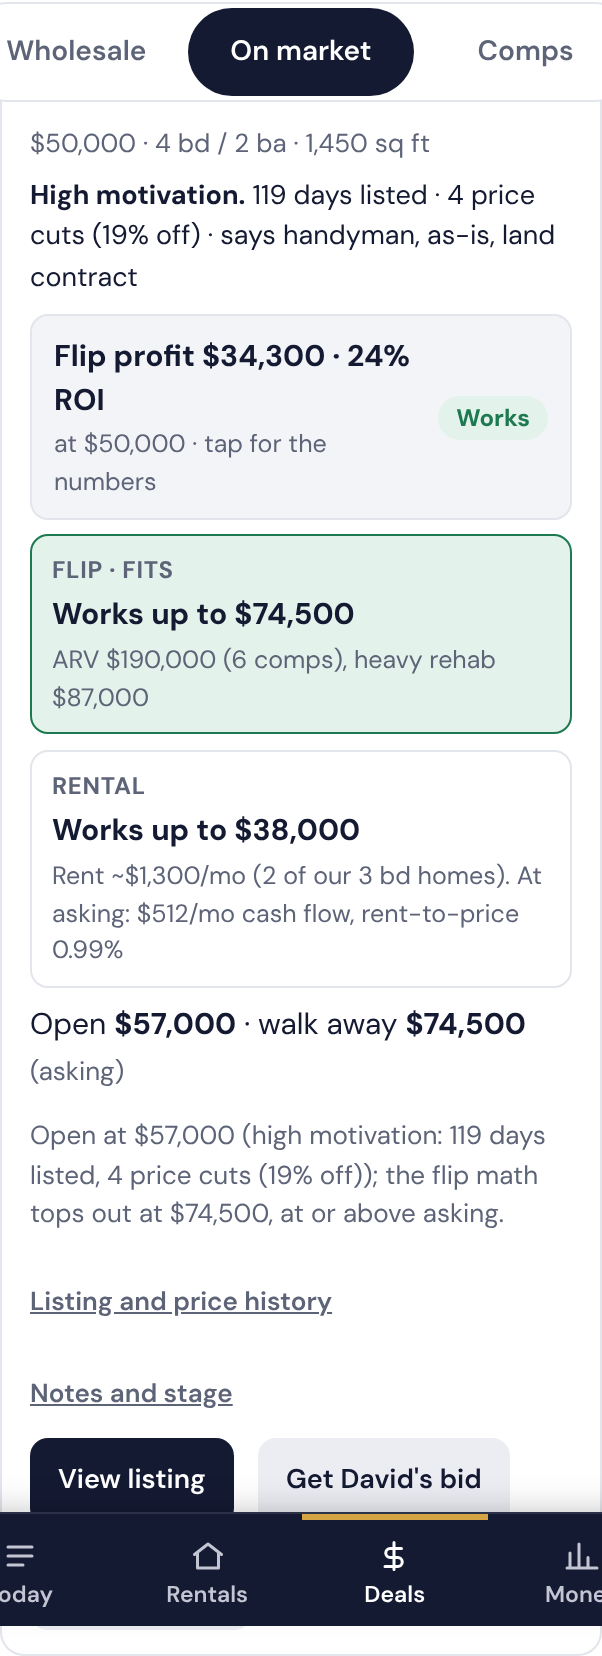 Wholesale
On market
Comps
$50,000 · 4 bd / 2 ba · 1,450 sq ft
High motivation. 119 days listed · 4 price
cuts (19% off) · says handyman, as-is, land
contract
Flip profit $34,300 · 24%
ROI
at $50,000 · tap for the
numbers
Works
FLIP · FITS
Works up to $74,500
ARV $190,000 (6 comps), heavy rehab
$87,000
RENTAL
Works up to $38,000
Rent ~$1,300/mo (2 of our 3 bd homes). At
asking: $512/mo cash flow, rent-to-price
0.99%
Open $57,000 · walk away $74,500
(asking)
Open at $57,000 (high motivation: 119 days
listed, 4 price cuts (19% off)); the flip math
tops out at $74,500, at or above asking.
Listing and price history
Notes and stage
View listing
Get David's bid
oday
Rentals
$
Deals
Mone